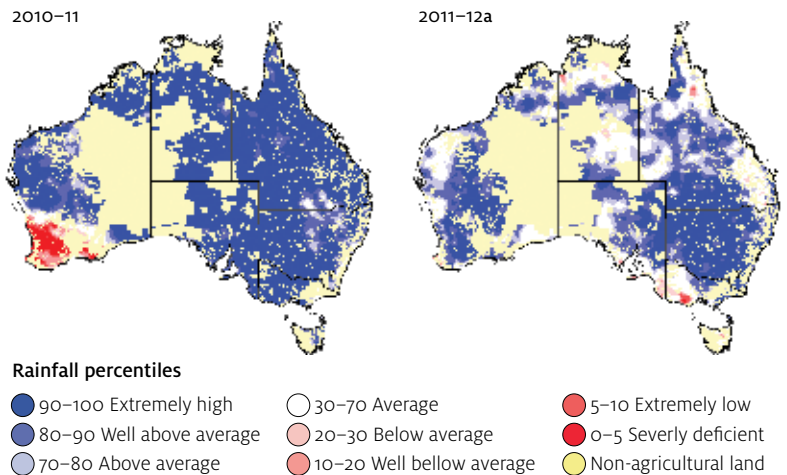 2010–11
2011–12a
Rainfall percentiles
90–100 Extremely high
30–70 Average
5–10 Extremely low
80–90 Well above average
20–30 Below average
0–5 Severly deficient
70–80 Above average
10–20 Well bellow average
Non-agricultural land